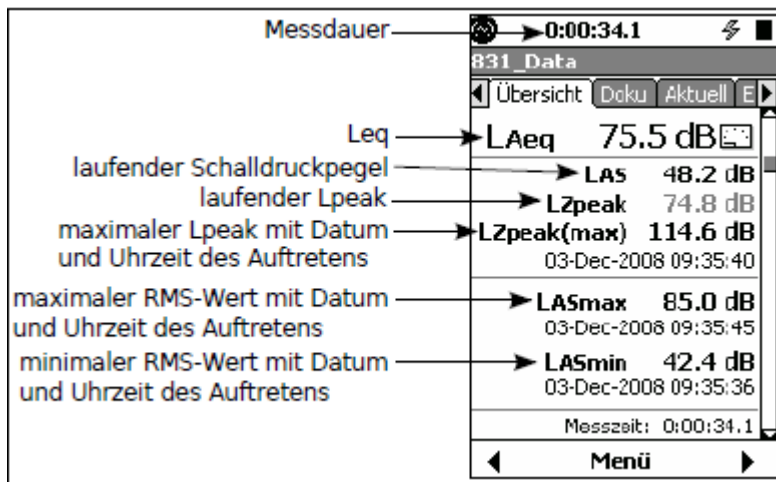 Messdauer
0:00:34.1
831_Data
Übersicht Doku Aktuell E
Leq
LAeq 75.5 dB
laufender Schalldruckpegel
LAS 48.2 dB
laufender Lpeak
LZpeak 74.8 dB
maximaler Lpeak mit Datum
und Uhrzeit des Auftretens
LZpeak(max) 114.6 dB
03-Dec-2008 09:35:40
maximaler RMS-Wert mit Datum
und Uhrzeit des Auftretens
LASmax 85.0 dB
03-Dec-2008 09:35:45
minimaler RMS-Wert mit Datum
und Uhrzeit des Auftretens
LASmin 42.4 dB
03-Dec-2008 09:35:36
Messzeit: 0:00:34.1
Menü